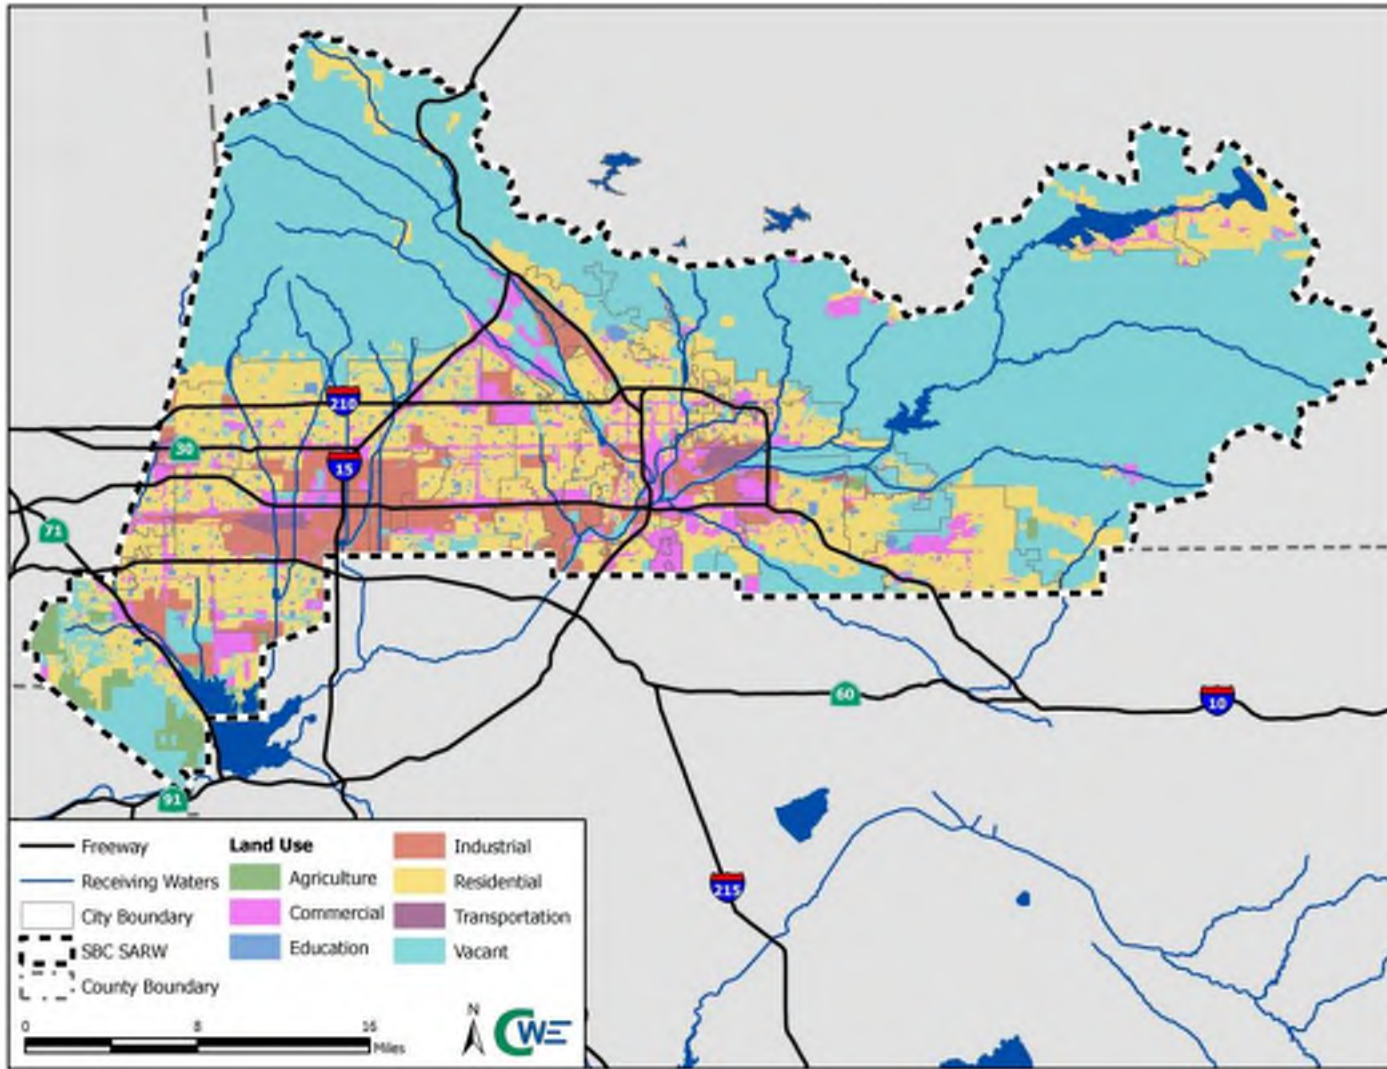 210
30
15
71
60
10
91
215
Freeway
Receiving Waters
City Boundary
SBC SARW
County Boundary
Land Use
Agriculture
Commercial
Education
Industrial
Residential
Transportation
Vacant
0 8 16
Miles
N
CWE